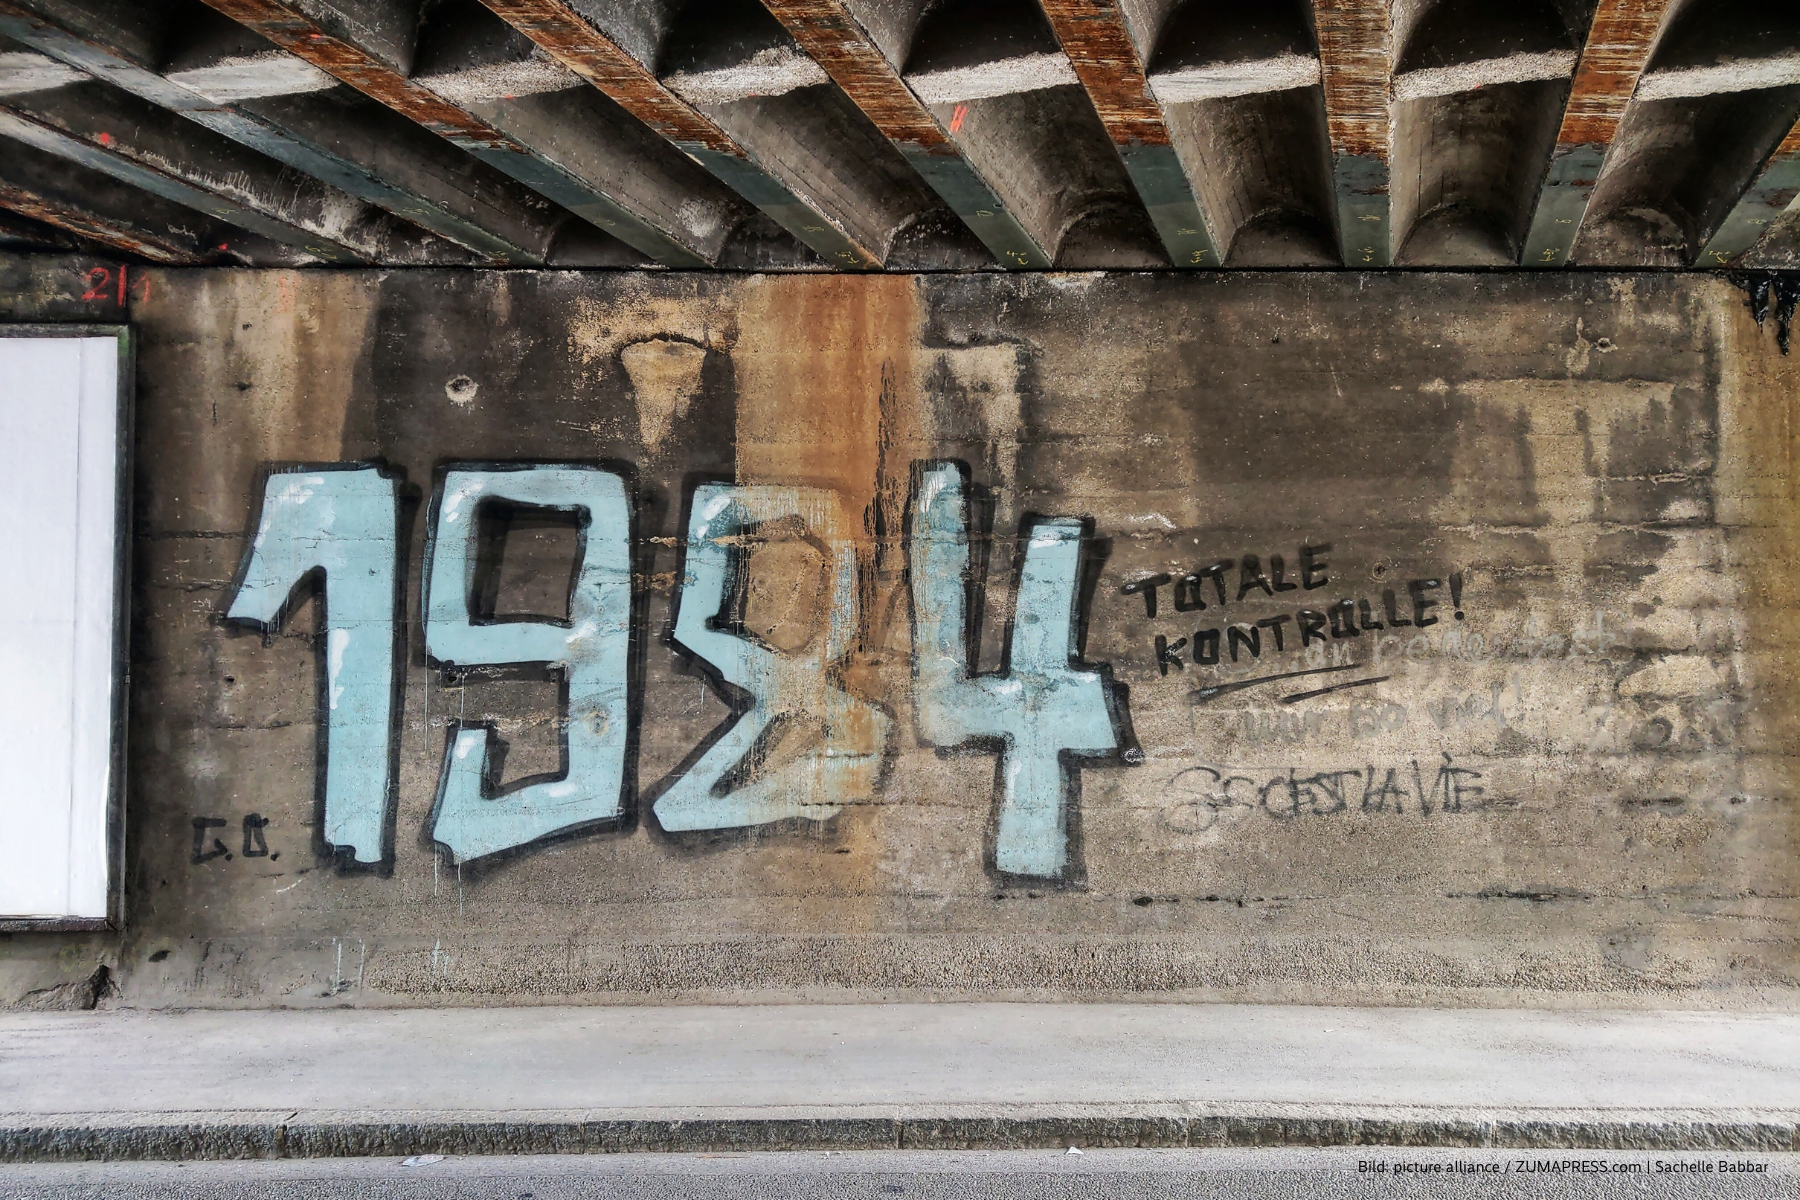 2/1
1984
TOTALE
KONTROLLE!
C'EST LA VIE
G.O.
Bild: picture alliance / ZUMAPRESS.com | Sachelle Babbar